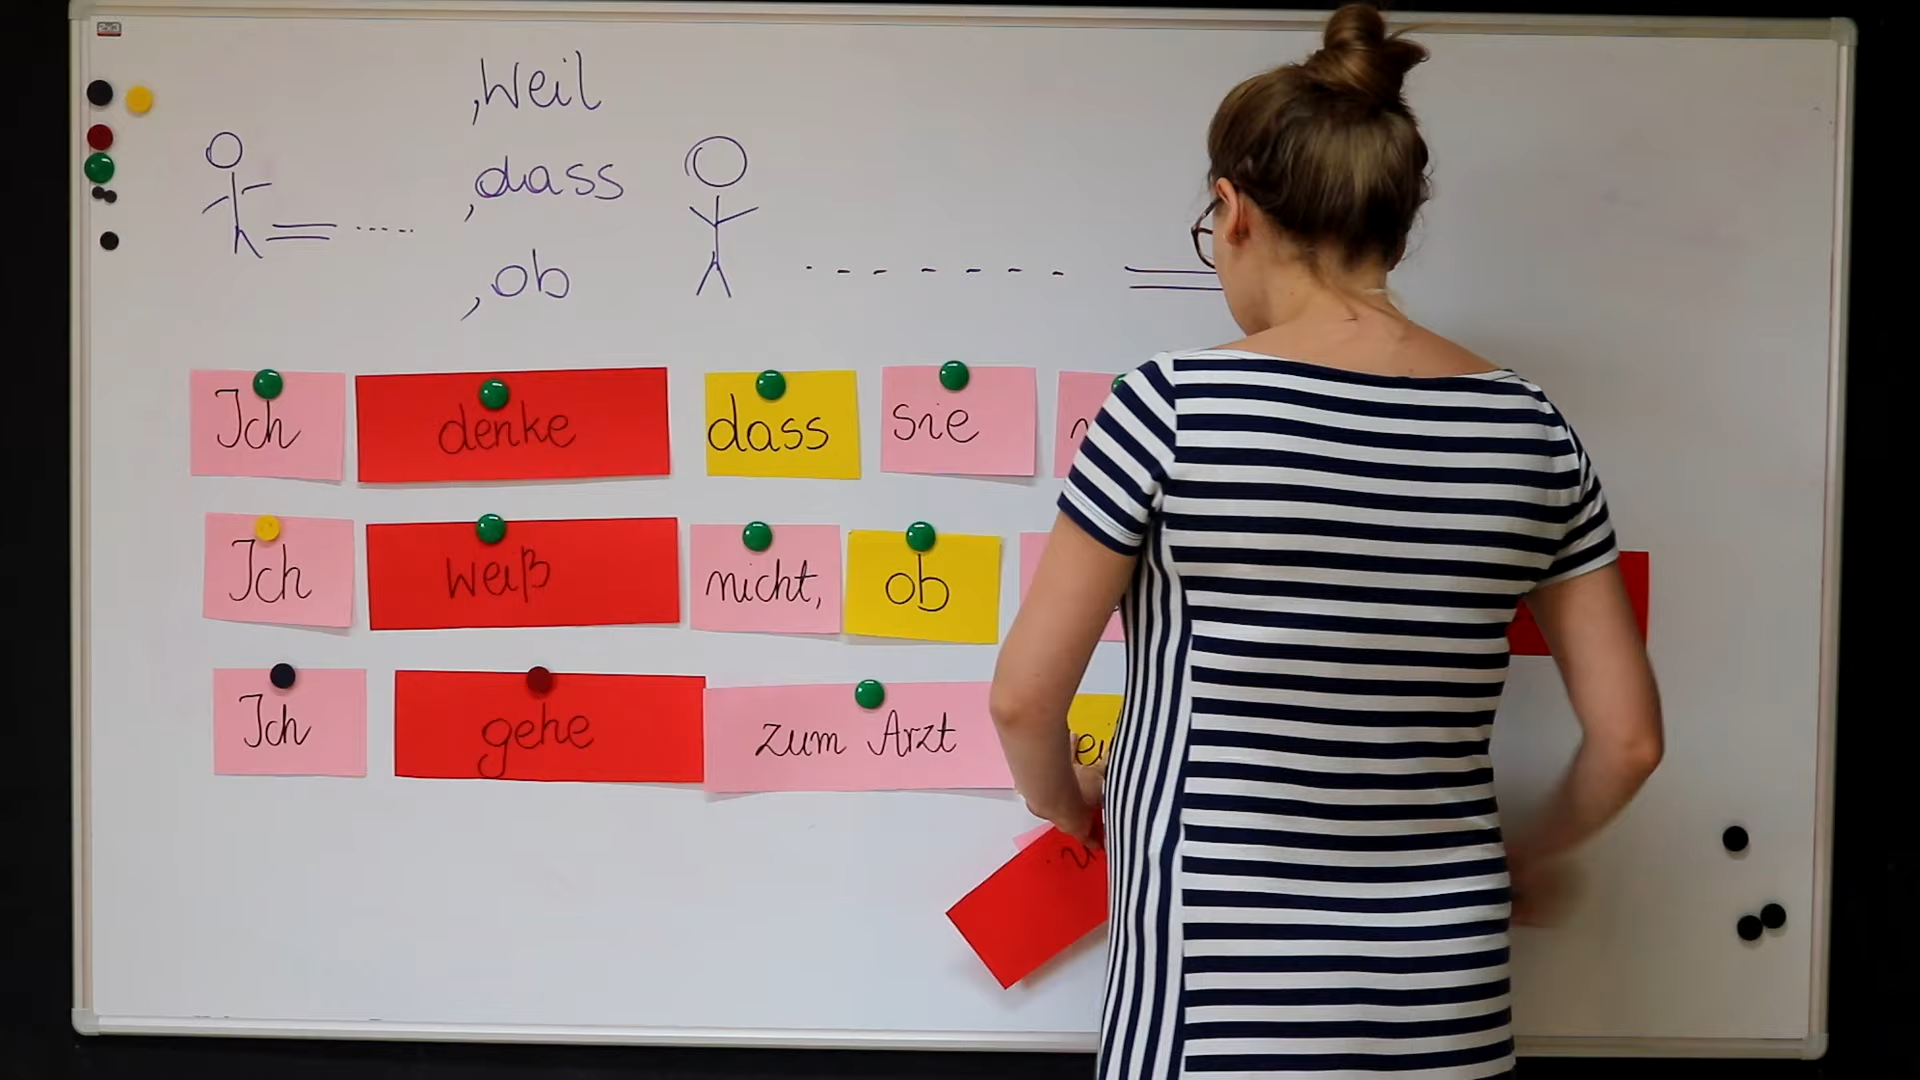 ,weil
,dass
,ob
Ich denke dass sie
Ich weiß nicht, ob
Ich gehe zum Arzt